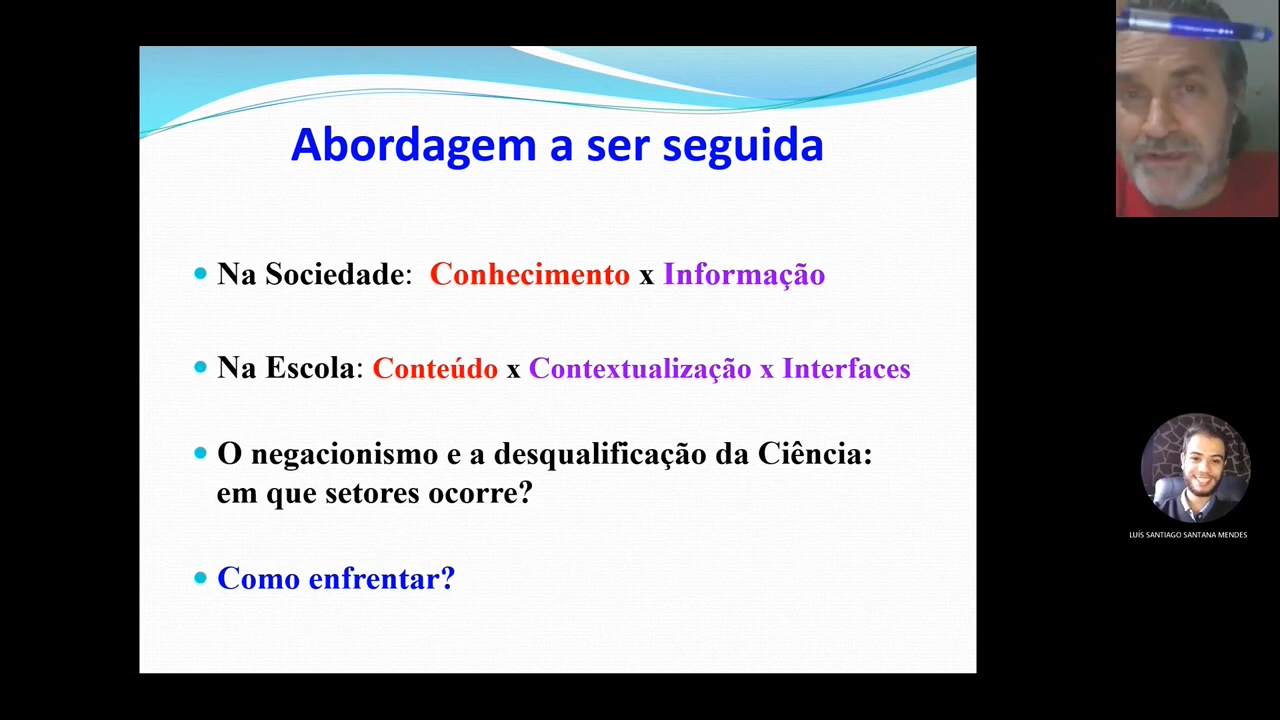 Abordagem a ser seguida
Na Sociedade: Conhecimento x Informação
Na Escola: Conteúdo x Contextualização x Interfaces
O negacionismo e a desqualificação da Ciência:
em que setores ocorre?
Como enfrentar?
LUÍS SANTIAGO SANTANA MENDES